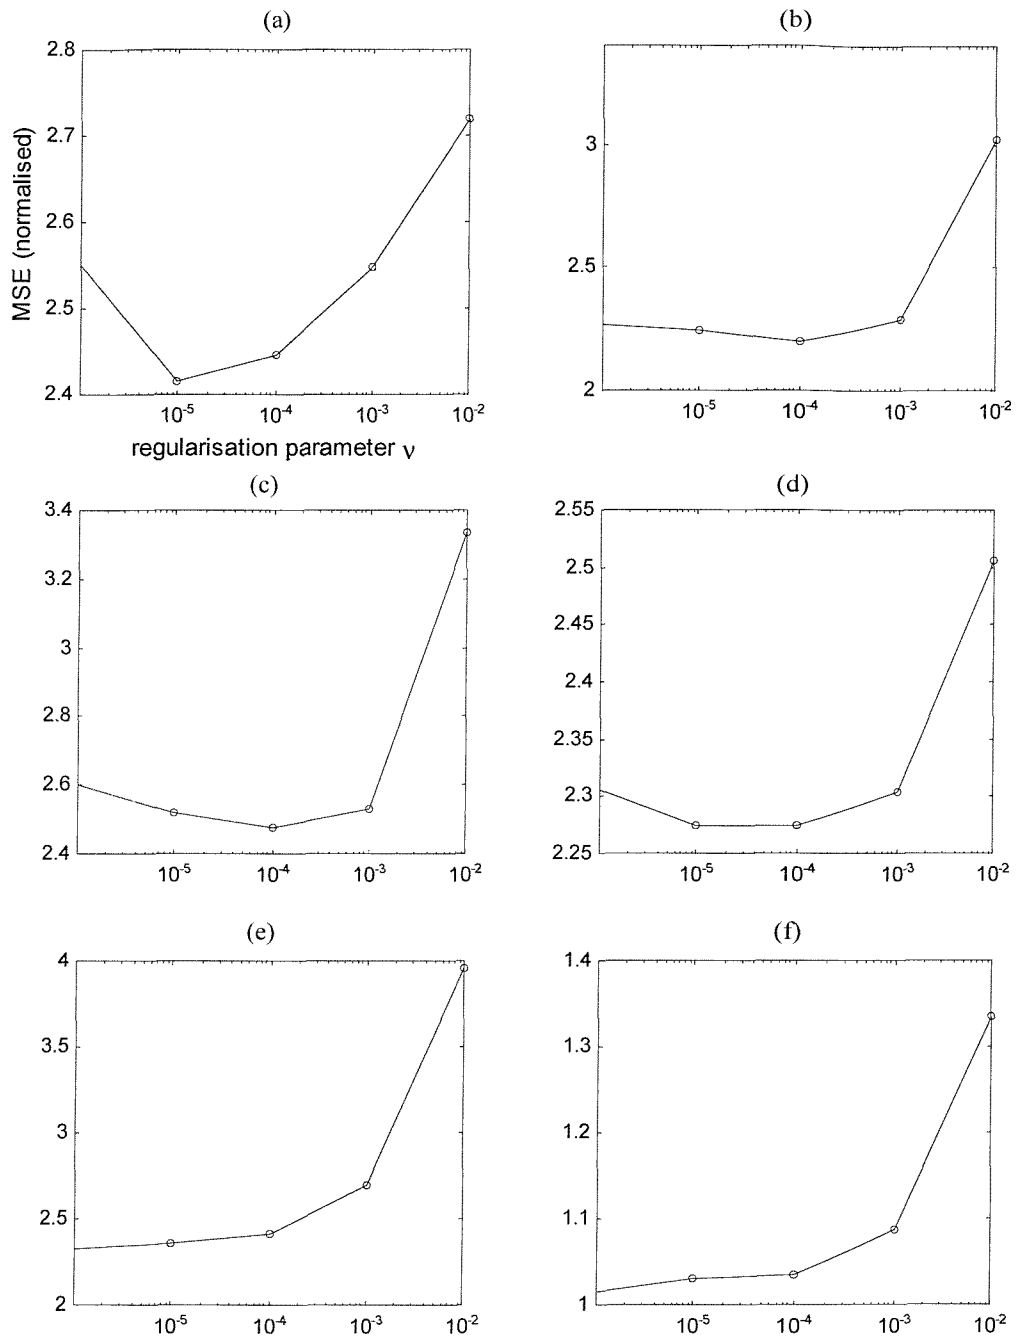 (a)
2.8
2.7
2.6
2.5
2.4
MSE (normalised)
10⁻⁵ 10⁻⁴ 10⁻³ 10⁻²
regularisation parameter ν
(b)
3
2.5
2
10⁻⁵ 10⁻⁴ 10⁻³ 10⁻²
(c)
3.4
3.2
3
2.8
2.6
2.4
10⁻⁵ 10⁻⁴ 10⁻³ 10⁻²
(d)
2.55
2.5
2.45
2.4
2.35
2.3
2.25
10⁻⁵ 10⁻⁴ 10⁻³ 10⁻²
(e)
4
3.5
3
2.5
2
10⁻⁵ 10⁻⁴ 10⁻³ 10⁻²
(f)
1.4
1.3
1.2
1.1
1
10⁻⁵ 10⁻⁴ 10⁻³ 10⁻²